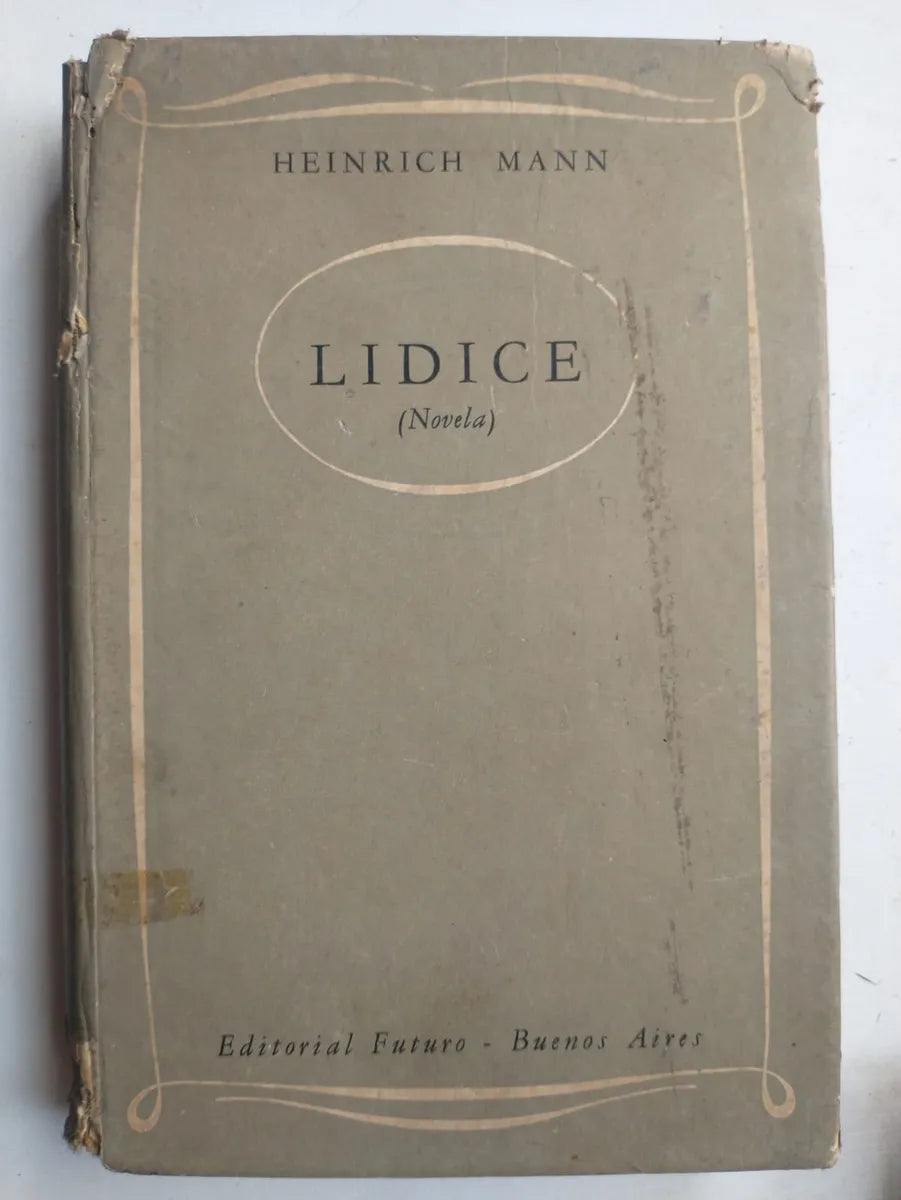 HEINRICH MANN
LIDICE
(Novela)
Editorial Futuro - Buenos Aires